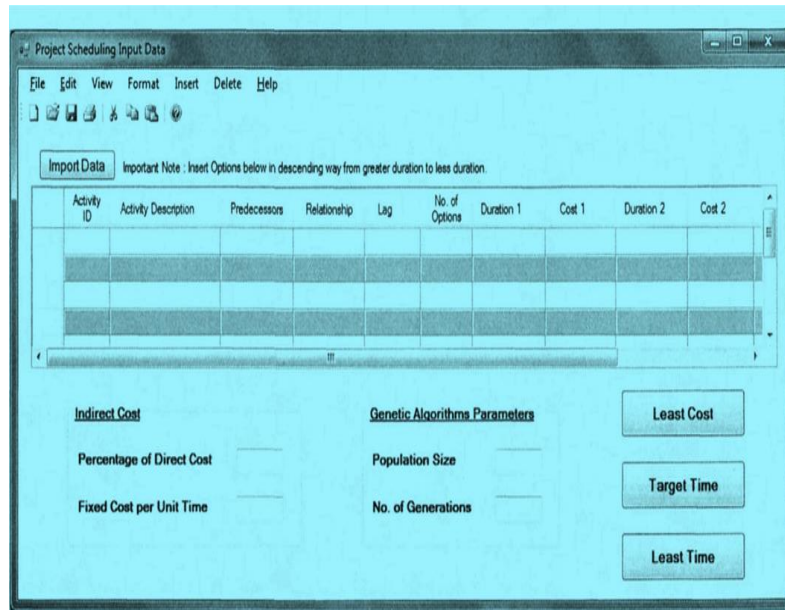 Project Scheduling Input Data
File Edit View Format Insert Delete Help
Import Data Important Note : Insert Options below in descending way from greater duration to less duration.
Activity ID Activity Description Predecessors Relationship Lag No. of Options Duration 1 Cost 1 Duration 2 Cost 2
Indirect Cost
Percentage of Direct Cost
Fixed Cost per Unit Time
Genetic Algorithms Parameters
Population Size
No. of Generations
Least Cost
Target Time
Least Time